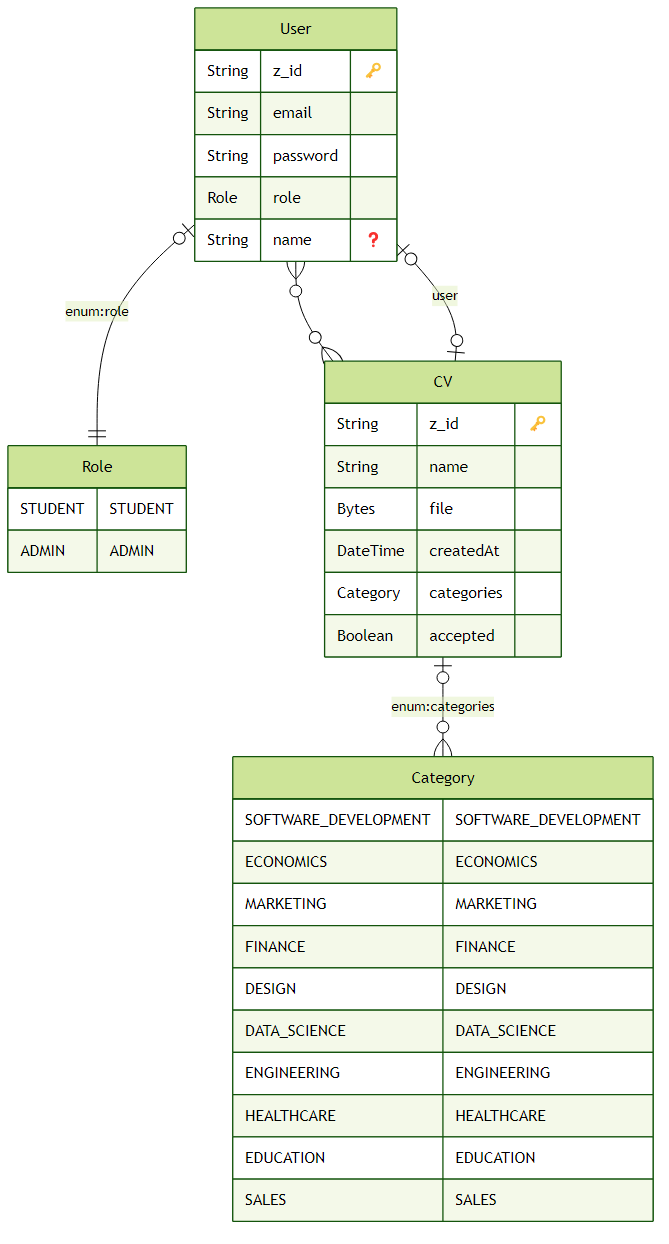 User
String z_id 🔑
String email
String password
Role role
String name ❓
enum:role
user
CV
String z_id 🔑
String name
Bytes file
DateTime createdAt
Category categories
Boolean accepted
Role
STUDENT STUDENT
ADMIN ADMIN
enum:categories
Category
SOFTWARE_DEVELOPMENT SOFTWARE_DEVELOPMENT
ECONOMICS ECONOMICS
MARKETING MARKETING
FINANCE FINANCE
DESIGN DESIGN
DATA_SCIENCE DATA_SCIENCE
ENGINEERING ENGINEERING
HEALTHCARE HEALTHCARE
EDUCATION EDUCATION
SALES SALES